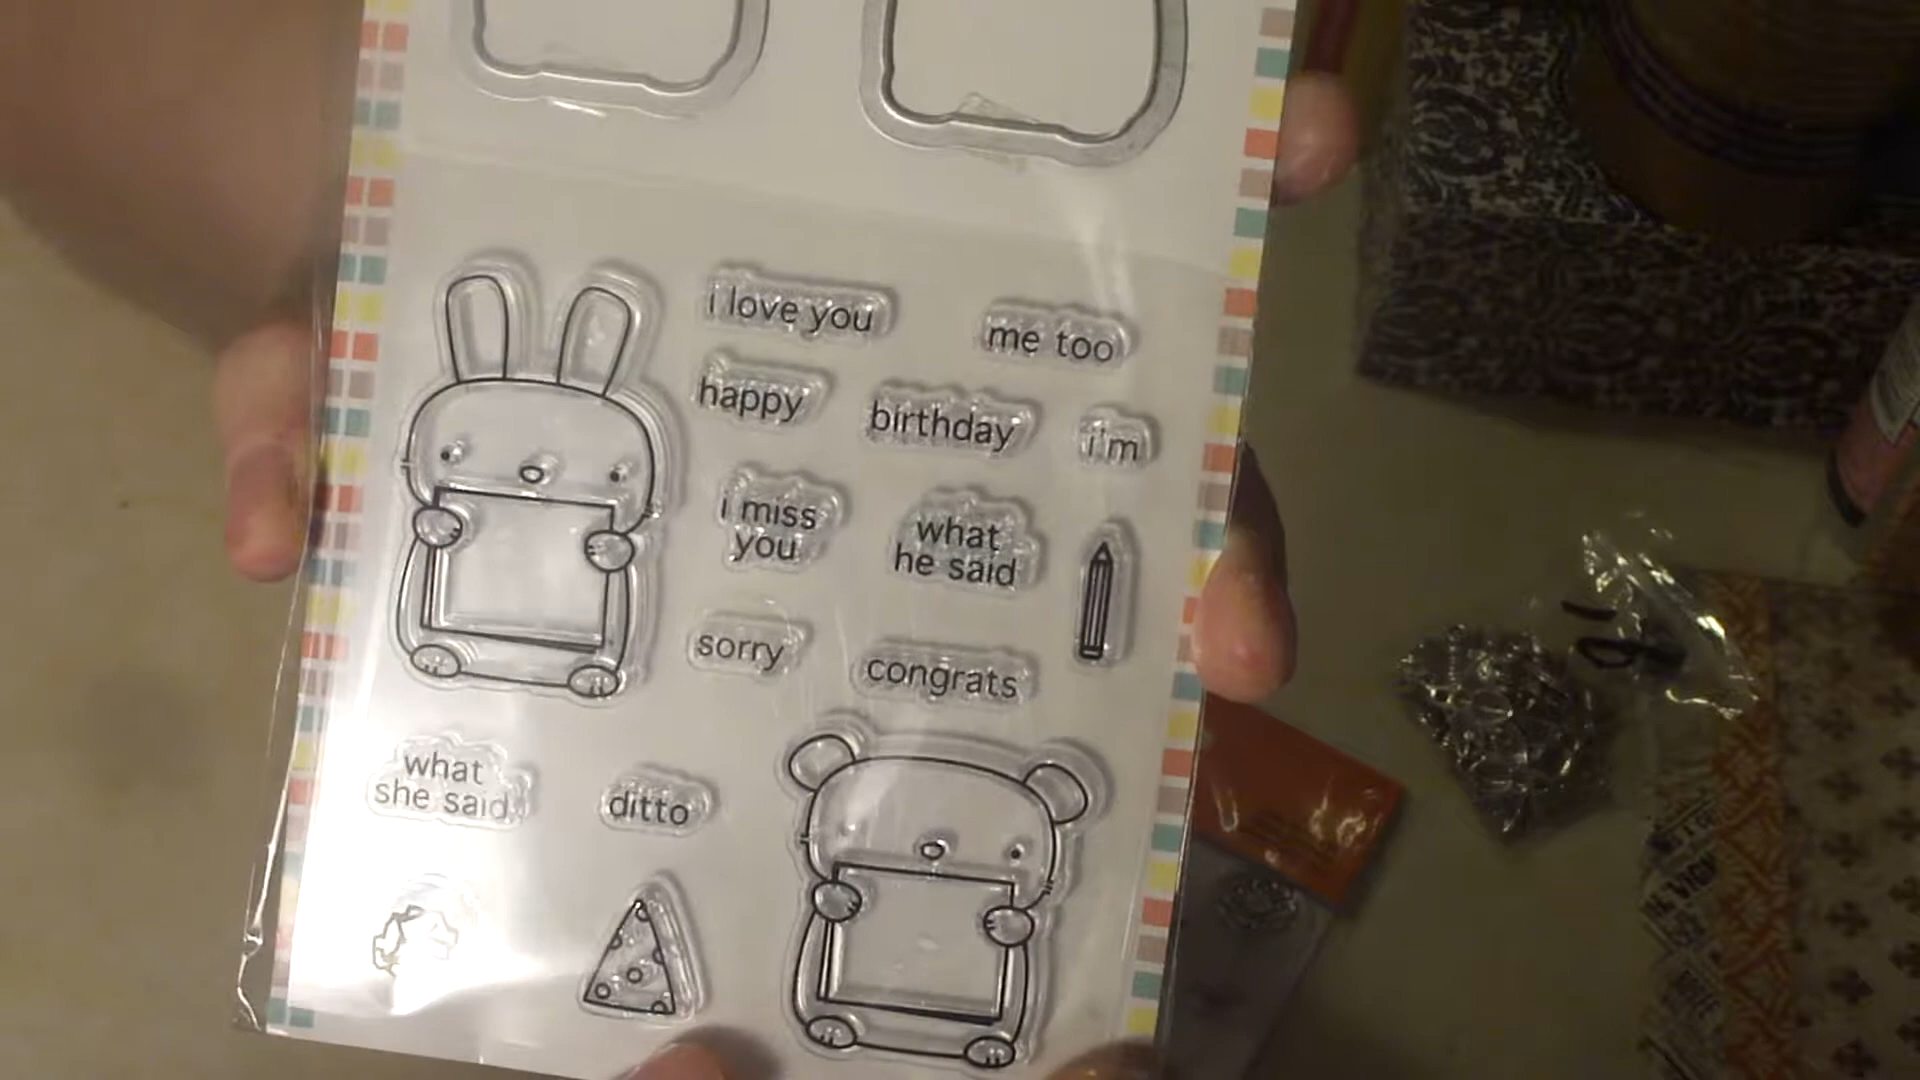 i love you
me too
happy
birthday
i'm
i miss
you
what
he said
sorry
congrats
what
she said
ditto